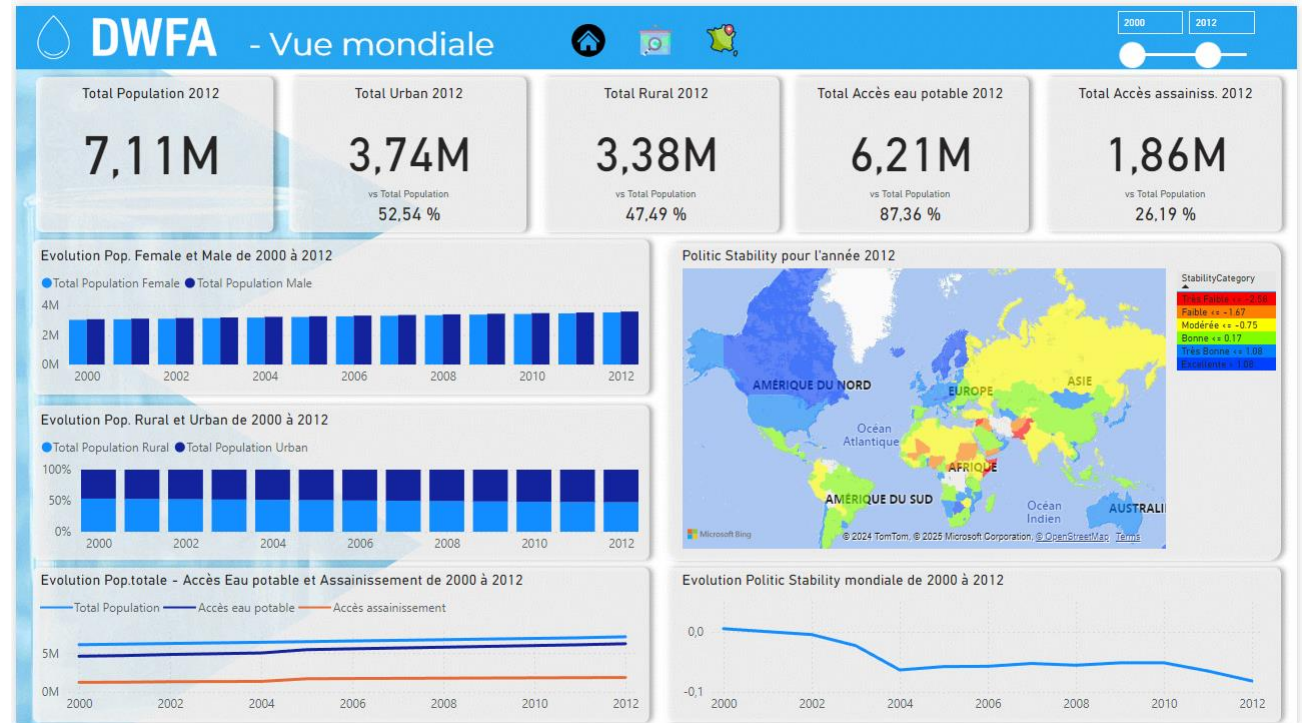 DWFA - Vue mondiale
2000 2012
Total Population 2012
7,11M
Total Urban 2012
3,74M
vs Total Population
52,54 %
Total Rural 2012
3,38M
vs Total Population
47,49 %
Total Accès eau potable 2012
6,21M
vs Total Population
87,36 %
Total Accès assainiss. 2012
1,86M
vs Total Population
26,19 %
Evolution Pop. Female et Male de 2000 à 2012
Total Population Female Total Population Male
4M
2M
0M
2000 2002 2004 2006 2008 2010 2012
Evolution Pop. Rural et Urban de 2000 à 2012
Total Population Rural Total Population Urban
100%
50%
0%
2000 2002 2004 2006 2008 2010 2012
Evolution Pop.totale - Accès Eau potable et Assainissement de 2000 à 2012
Total Population Accès eau potable Accès assainissement
5M
0M
2000 2002 2004 2006 2008 2010 2012
Politic Stability pour l'année 2012
AMÉRIQUE DU NORD
EUROPE
ASIE
Océan
Atlantique
AFRIQUE
AMÉRIQUE DU SUD
Océan
Indien
AUSTRALI
Microsoft Bing
© 2024 TomTom, © 2025 Microsoft Corporation, © OpenStreetMap Terms
StabilityCategory
Très Faible <= -2.56
Faible <= -1.67
Modérée <= -0.75
Bonne <= 0.17
Très Bonne <= 1.08
Excellente > 1.08
Evolution Politic Stability mondiale de 2000 à 2012
0,0
-0,1
2000 2002 2004 2006 2008 2010 2012